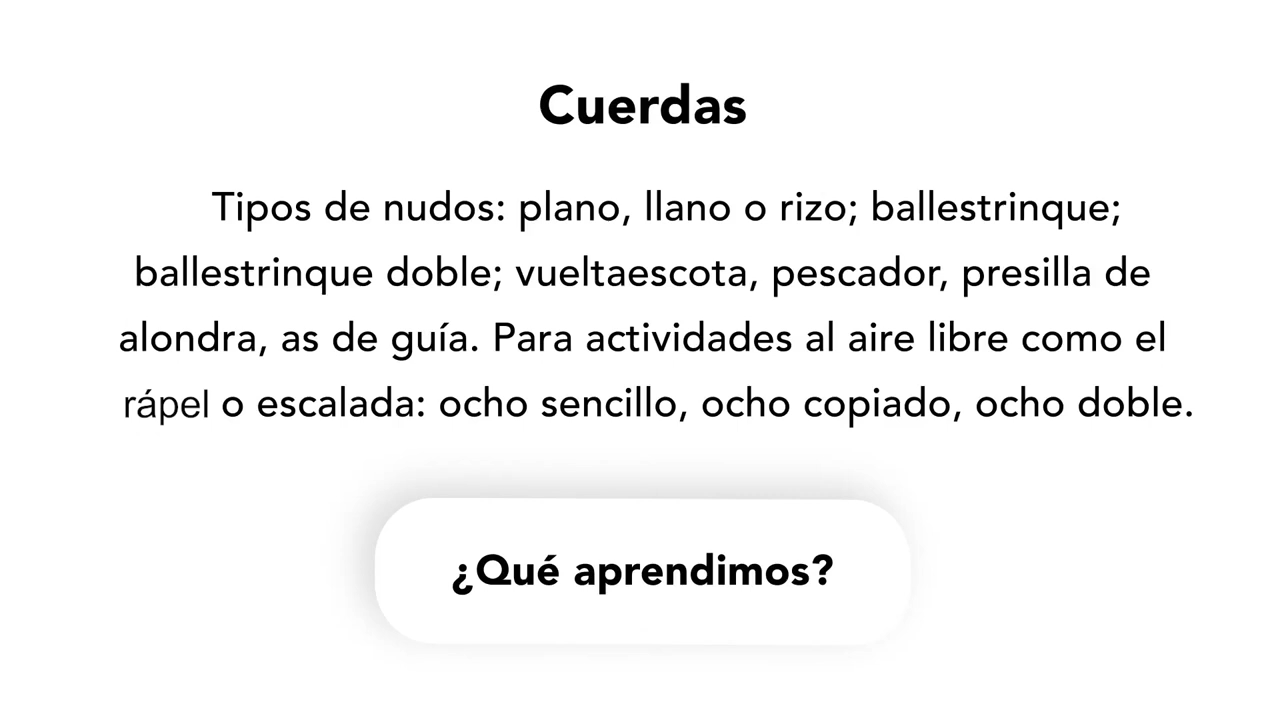 Cuerdas
Tipos de nudos: plano, llano o rizo; ballestrinque;
ballestrinque doble; vueltaescota, pescador, presilla de
alondra, as de guía. Para actividades al aire libre como el
rápel o escalada: ocho sencillo, ocho copiado, ocho doble.
¿Qué aprendimos?